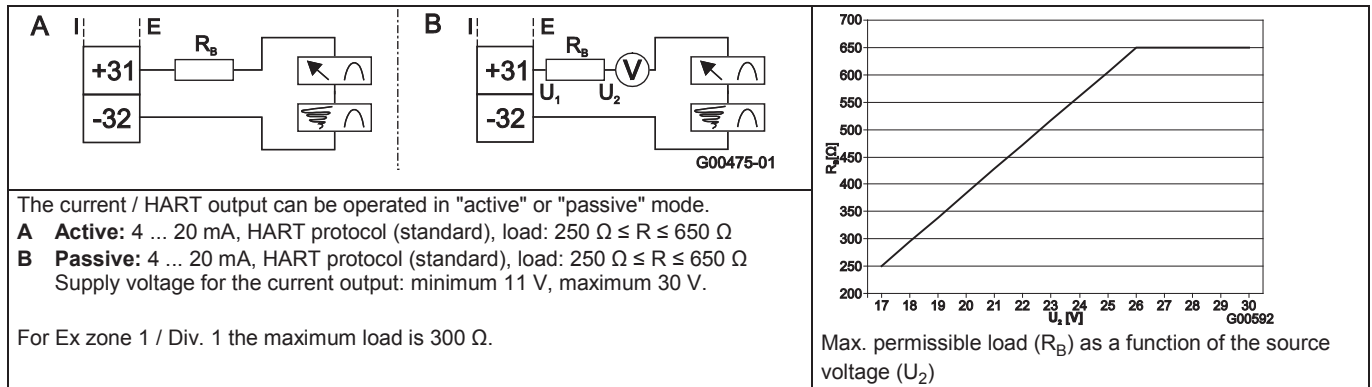 A I E
R_B
+31
-32
B I E
R_B
+31 V
U₁ U₂
-32
G00475-01
The current / HART output can be operated in "active" or "passive" mode.
A Active: 4 ... 20 mA, HART protocol (standard), load: 250 Ω ≤ R ≤ 650 Ω
B Passive: 4 ... 20 mA, HART protocol (standard), load: 250 Ω ≤ R ≤ 650 Ω
Supply voltage for the current output: minimum 11 V, maximum 30 V.
For Ex zone 1 / Div. 1 the maximum load is 300 Ω.
700
650
600
550
500
450
400
350
300
250
200
R_B[Ω]
17 18 19 20 21 22 23 24 25 26 27 28 29 30
U₂ [V]
G00592
Max. permissible load (R_B) as a function of the source
voltage (U₂)